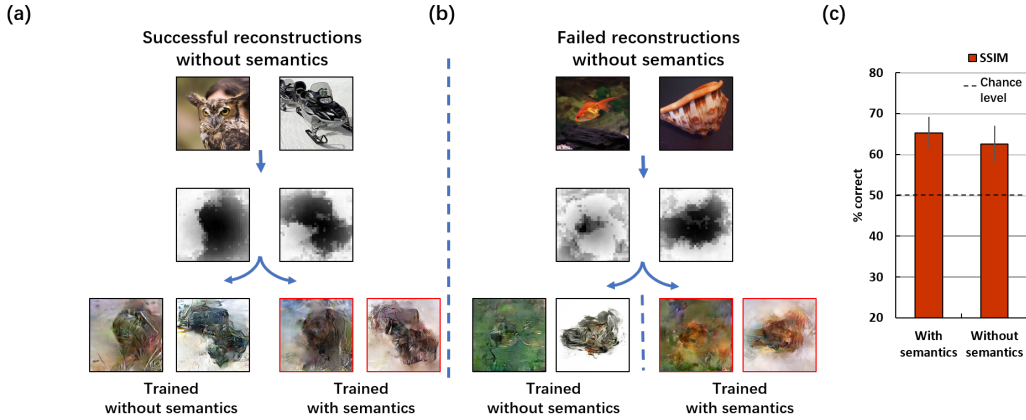 (a)
Successful reconstructions
without semantics
Trained
without semantics
Trained
with semantics
(b)
Failed reconstructions
without semantics
Trained
without semantics
Trained
with semantics
(c)
SSIM
Chance
level
80
70
60
50
40
30
20
% correct
With
semantics
Without
semantics